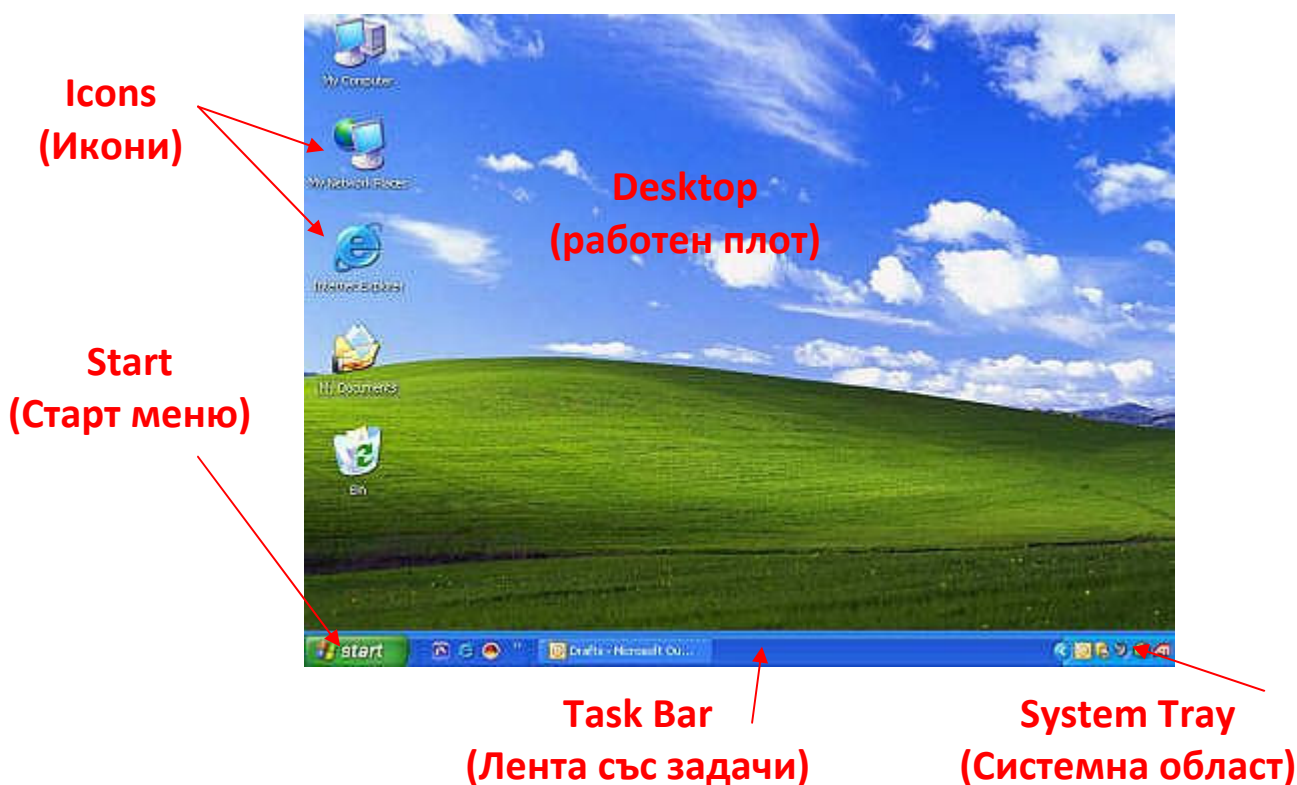 Icons
(Икони)
My Computer
My Network Places
Desktop
(работен плот)
Internet Explorer
Start
(Старт меню)
My Documents
Bin
start
Drafts - Microsoft Ou...
Task Bar
(Лента със задачи)
System Tray
(Системна област)